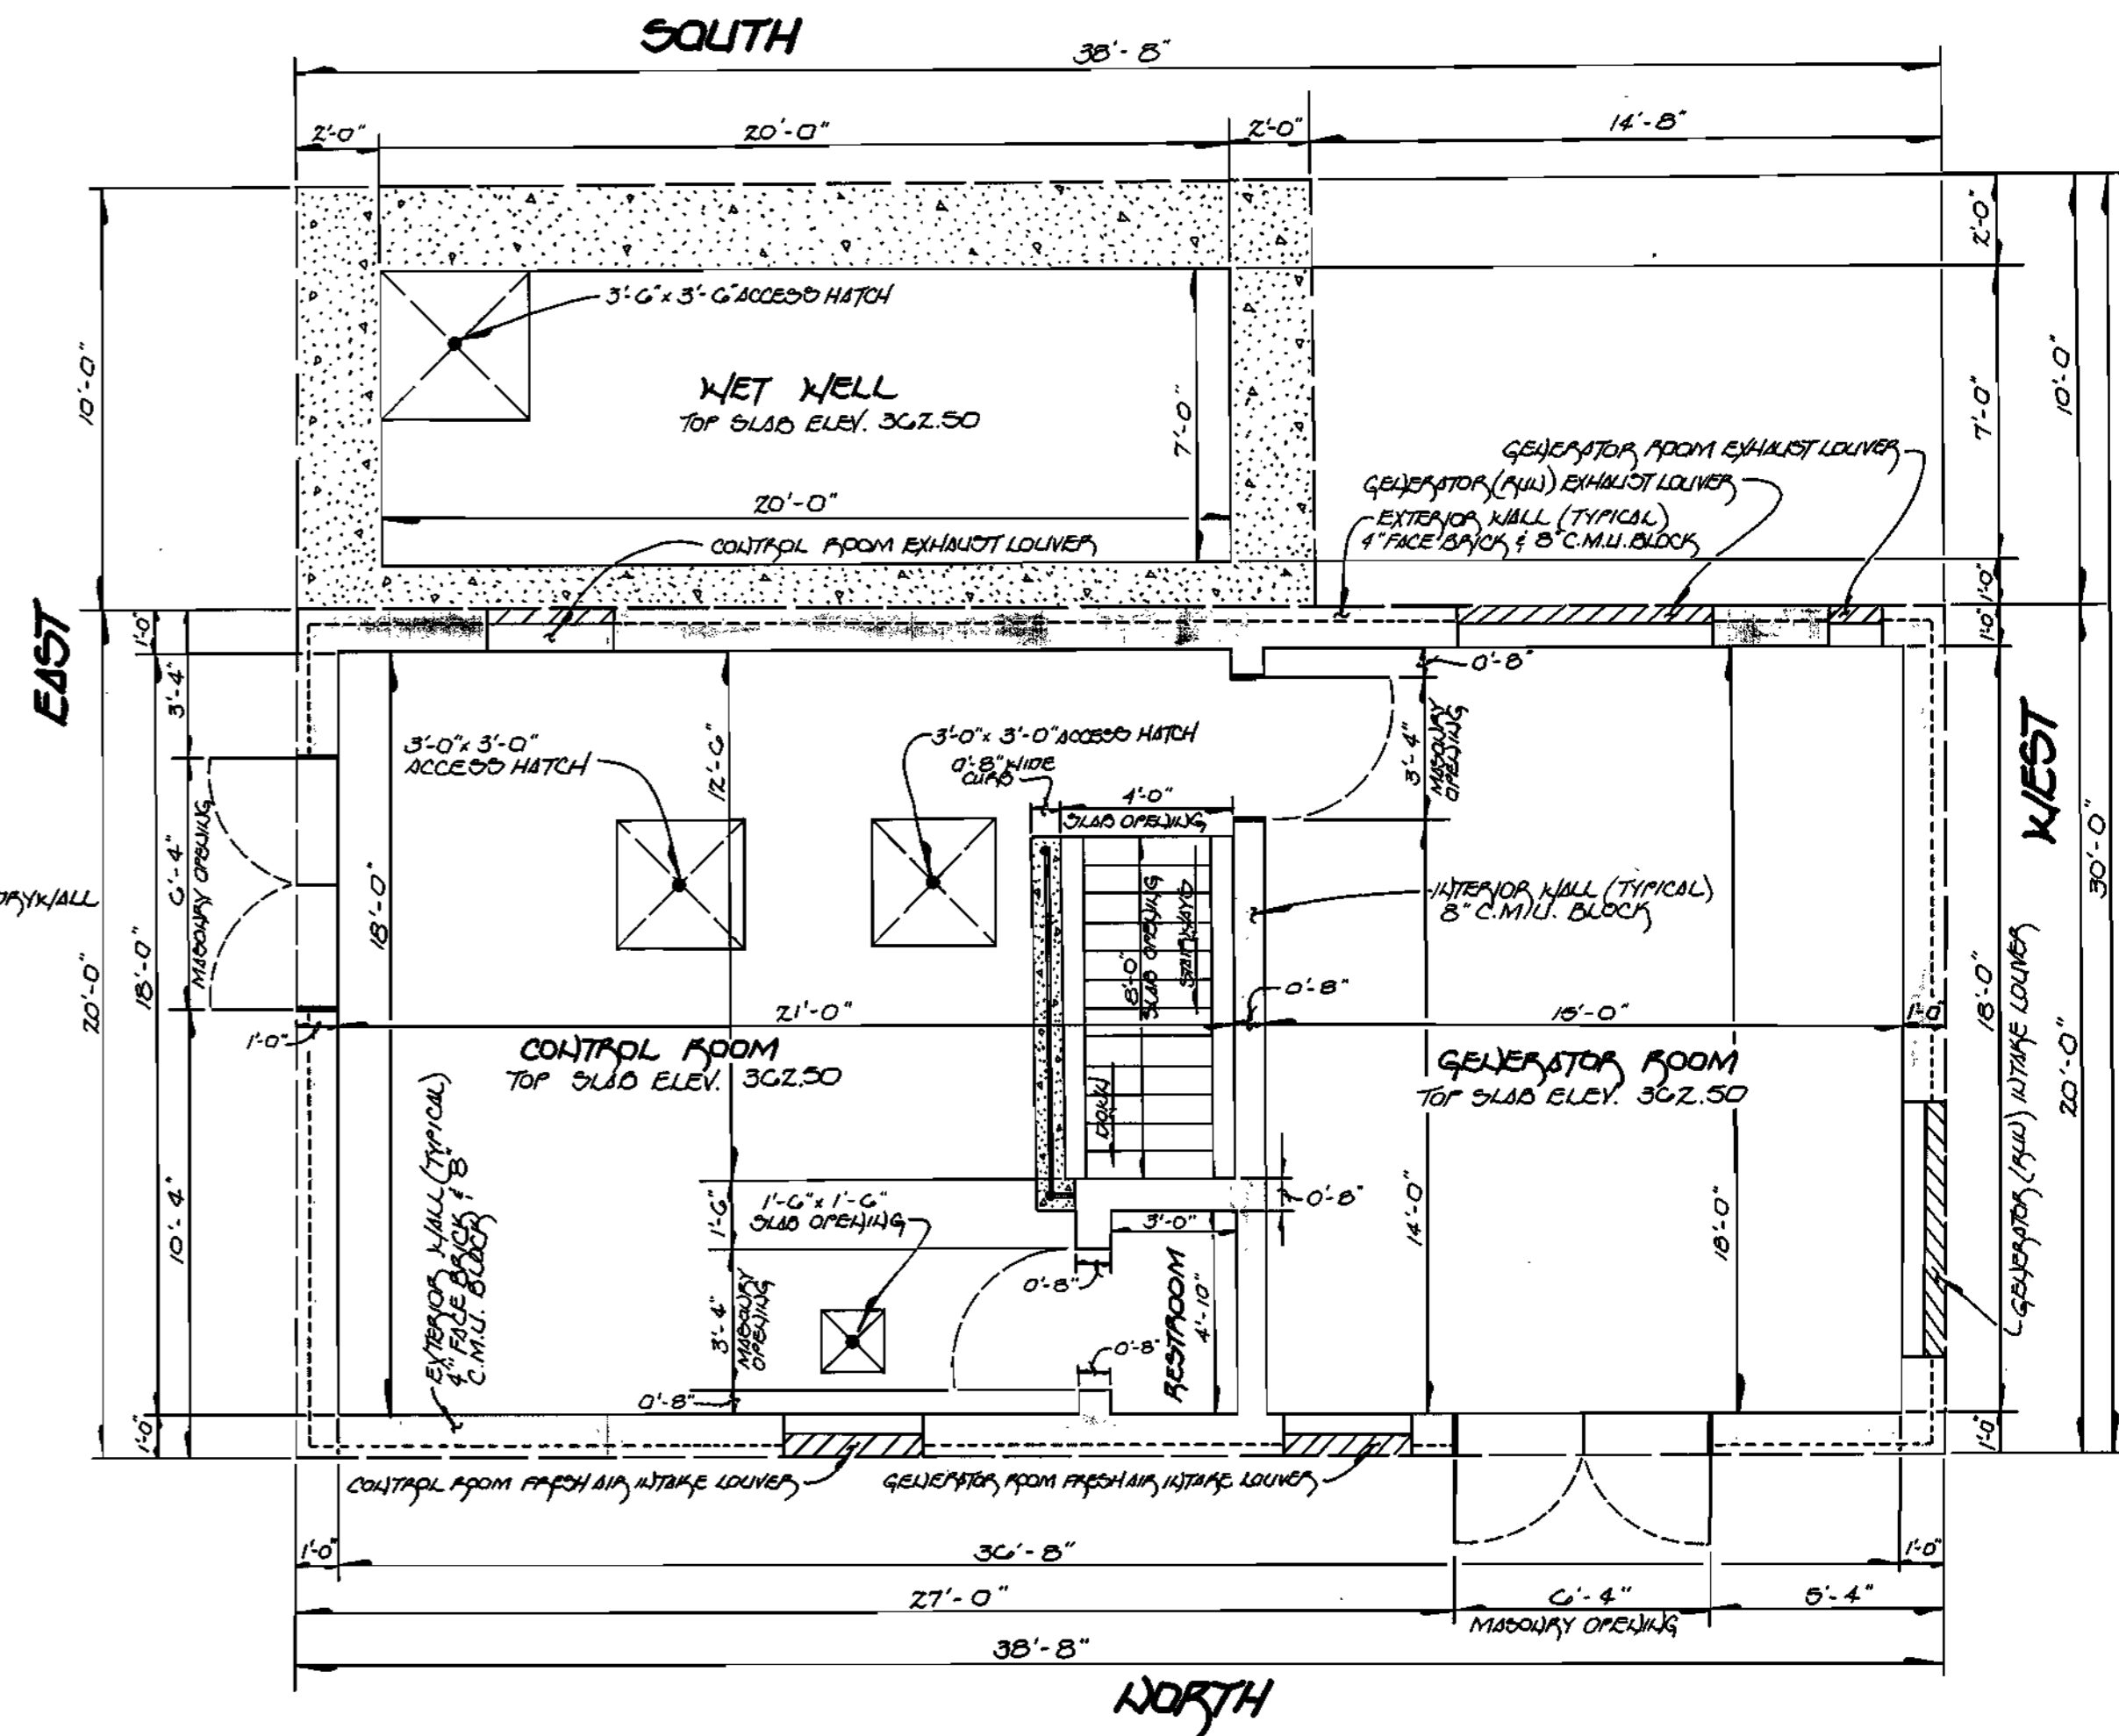 SOUTH
38'-8"
2'-0"
20'-0"
2'-0"
14'-8"
2'-0"
3'-6"x 3'-6" ACCESS HATCH
10'-0"
10'-0"
WET WELL
TOP SLAB ELEV. 362.50
7'-0"
7'-0"
GENERATOR ROOM EXHAUST LOUVER
GENERATOR (RUN) EXHAUST LOUVER
20'-0"
EXTERIOR WALL (TYPICAL)
4" FACE BRICK & 8" C.M.U. BLOCK
CONTROL ROOM EXHAUST LOUVER
1'-0"
EAST
1'-0"
1'-0"
0'-8"
3'-4"
3'-0"x 3'-0"
ACCESS HATCH
12'-6"
3'-0"x 3'-0" ACCESS HATCH
0'-8" WIDE
CURB
3'-4"
MASONRY
OPENING
WEST
4'-0"
SLAB OPENING
6'-4"
MASONRY OPENING
18'-0"
30'-0"
INTERIOR WALL (TYPICAL)
8" C.M.U. BLOCK
8'-0"
SLAB OPENING
STAIRWAYS
DOWN
20'-0"
18'-0"
0'-8"
18'-0"
20'-0"
1'-0"
21'-0"
15'-0"
1'-0"
CONTROL ROOM
TOP SLAB ELEV. 362.50
GENERATOR ROOM
TOP SLAB ELEV. 362.50
GENERATOR (RUN) INTAKE LOUVER
10'-4"
EXTERIOR WALL (TYPICAL)
4" FACE BRICK & 8"
C.M.U. BLOCK
1'-6"
1'-6"x 1'-6"
SLAB OPENING
0'-8"
3'-0"
14'-0"
18'-0"
0'-8"
3'-4"
MASONRY
OPENING
RESTROOM
4'-10"
0'-8"
0'-8"
1'-0"
1'-0"
CONTROL ROOM FRESH AIR INTAKE LOUVER
GENERATOR ROOM FRESH AIR INTAKE LOUVER
1'-0"
36'-8"
1'-0"
27'-0"
6'-4"
MASONRY OPENING
5'-4"
38'-8"
NORTH